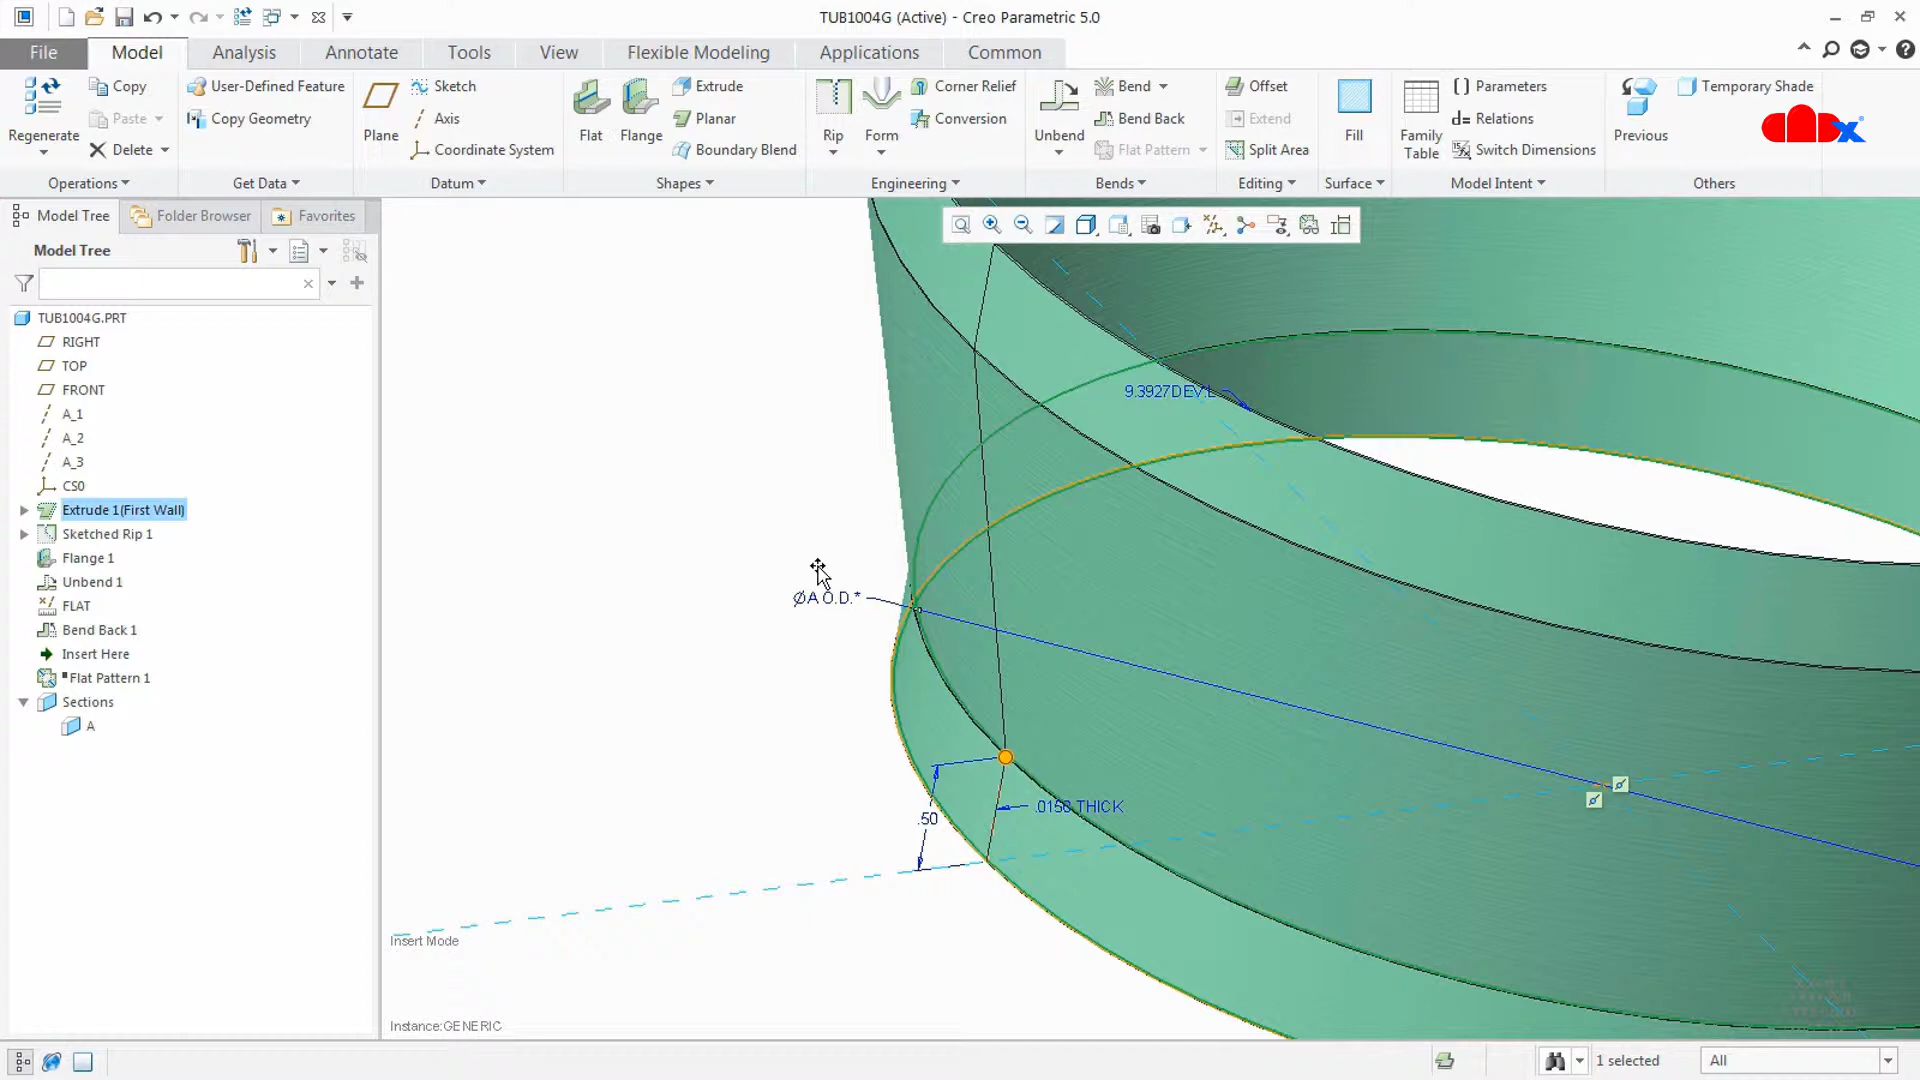 TUB1004G (Active) - Creo Parametric 5.0
File Model Analysis Annotate Tools View Flexible Modeling Applications Common
Regenerate
Copy
Paste
Delete
Operations
User-Defined Feature
Copy Geometry
Get Data
Plane
Sketch
Axis
Coordinate System
Datum
Flat
Flange
Extrude
Planar
Boundary Blend
Shapes
Rip
Form
Corner Relief
Conversion
Engineering
Unbend
Bend
Bend Back
Flat Pattern
Bends
Offset
Extend
Split Area
Editing
Fill
Surface
Family
Table
Parameters
Relations
Switch Dimensions
Model Intent
Previous
Temporary Shade
Others
Model Tree Folder Browser Favorites
Model Tree
TUB1004G.PRT
RIGHT
TOP
FRONT
A_1
A_2
A_3
CS0
Extrude 1(First Wall)
Sketched Rip 1
Flange 1
Unbend 1
FLAT
Bend Back 1
Insert Here
Flat Pattern 1
Sections
A
9.3927DEV.L
ØA O.D.*
.50
.0156 THICK
Insert Mode
Instance:GENERIC
1 selected
All